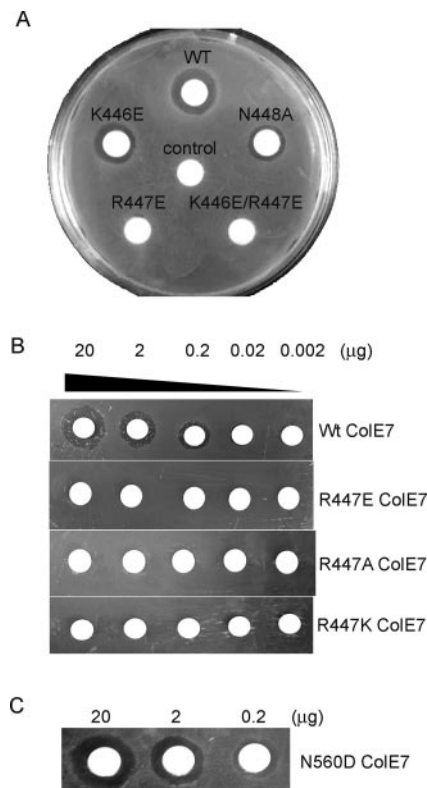 A
WT
K446E
N448A
control
R447E
K446E/R447E
B
20 2 0.2 0.02 0.002 (μg)
Wt ColE7
R447E ColE7
R447A ColE7
R447K ColE7
C
20 2 0.2 (μg)
N560D ColE7